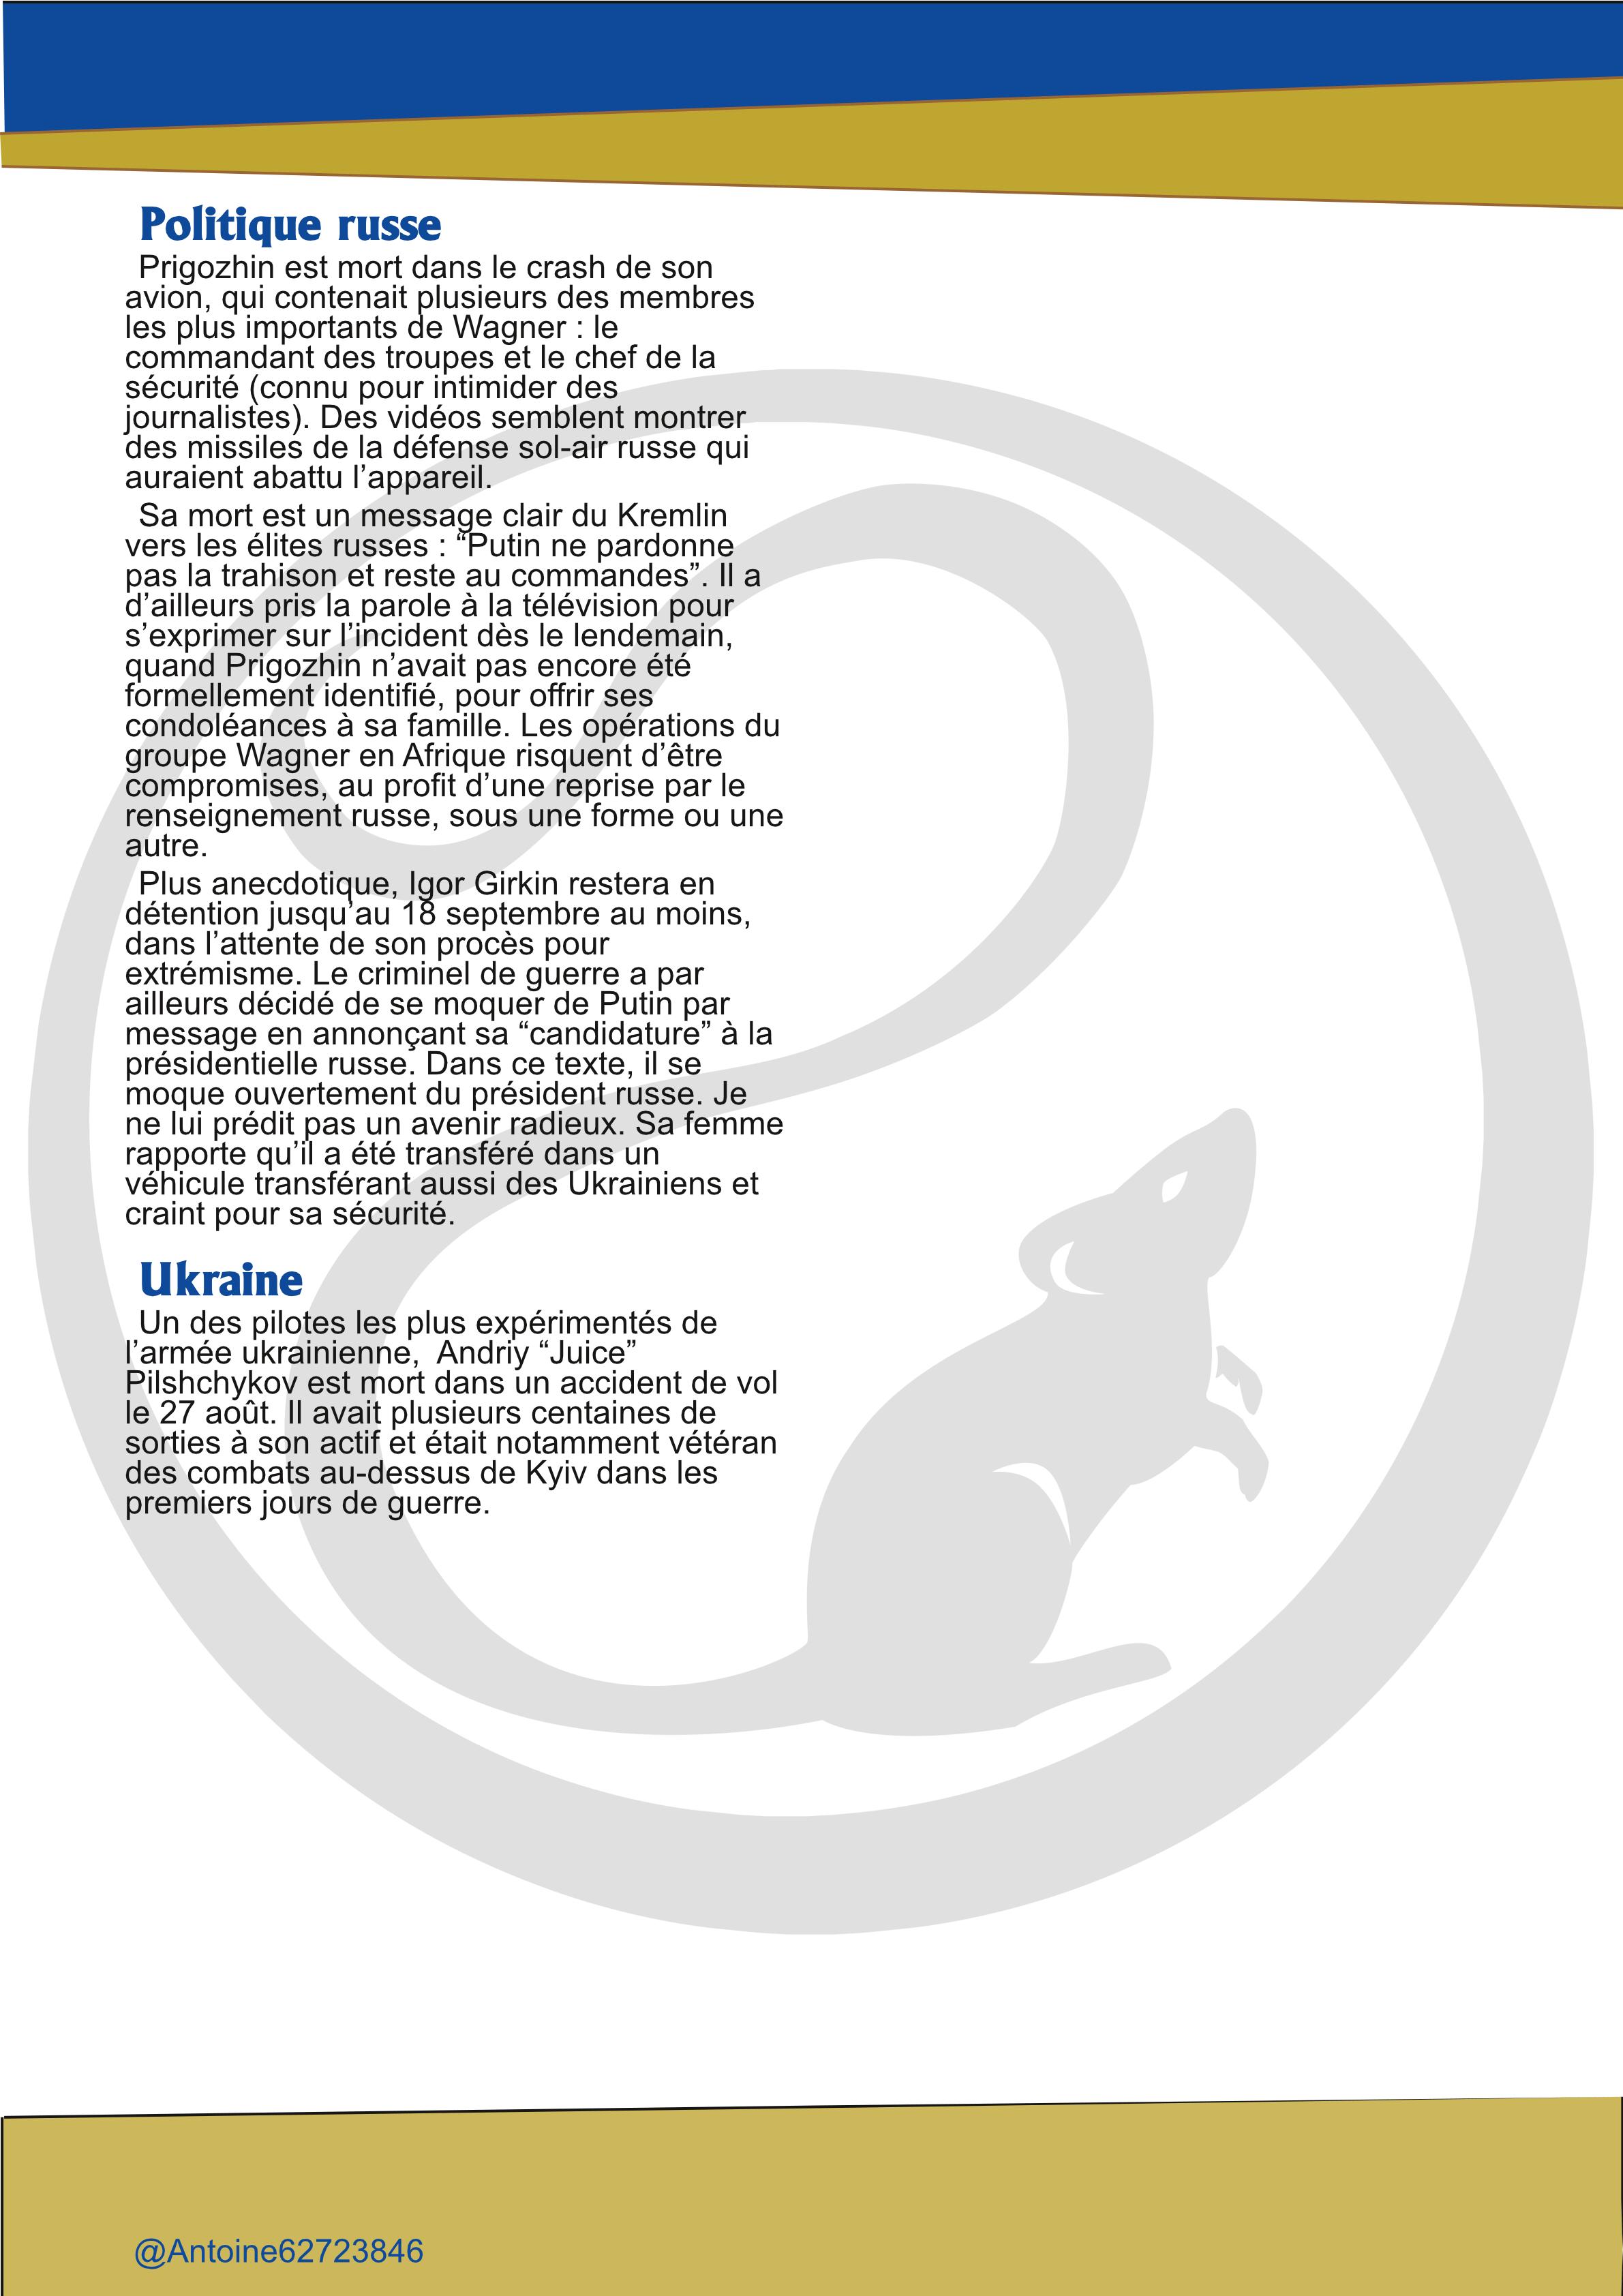 Politique russe
Prigozhin est mort dans le crash de son
avion, qui contenait plusieurs des membres
les plus importants de Wagner : le
commandant des troupes et le chef de la
sécurité (connu pour intimider des
journalistes). Des vidéos semblent montrer
des missiles de la défense sol-air russe qui
auraient abattu l’appareil.
Sa mort est un message clair du Kremlin
vers les élites russes : “Putin ne pardonne
pas la trahison et reste au commandes”. Il a
d’ailleurs pris la parole à la télévision pour
s’exprimer sur l’incident dès le lendemain,
quand Prigozhin n’avait pas encore été
formellement identifié, pour offrir ses
condoléances à sa famille. Les opérations du
groupe Wagner en Afrique risquent d’être
compromises, au profit d’une reprise par le
renseignement russe, sous une forme ou une
autre.
Plus anecdotique, Igor Girkin restera en
détention jusqu’au 18 septembre au moins,
dans l’attente de son procès pour
extrémisme. Le criminel de guerre a par
ailleurs décidé de se moquer de Putin par
message en annonçant sa “candidature” à la
présidentielle russe. Dans ce texte, il se
moque ouvertement du président russe. Je
ne lui prédit pas un avenir radieux. Sa femme
rapporte qu’il a été transféré dans un
véhicule transférant aussi des Ukrainiens et
craint pour sa sécurité.
Ukraine
Un des pilotes les plus expérimentés de
l’armée ukrainienne,  Andriy “Juice”
Pilshchykov est mort dans un accident de vol
le 27 août. Il avait plusieurs centaines de
sorties à son actif et était notamment vétéran
des combats au-dessus de Kyiv dans les
premiers jours de guerre.
@Antoine62723846